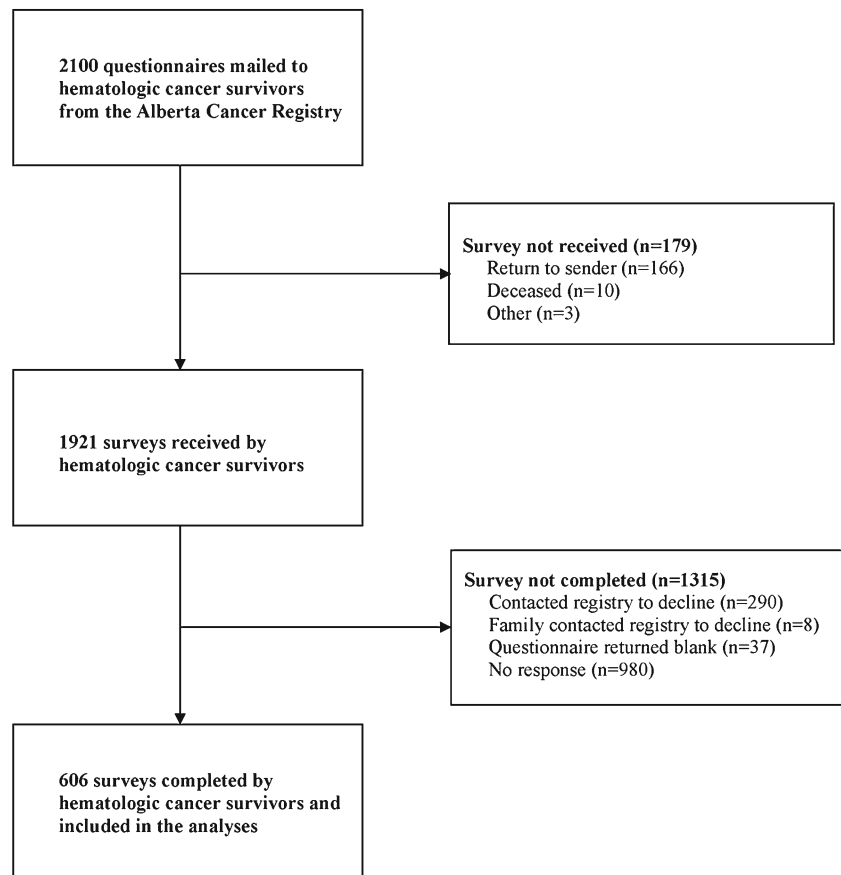 2100 questionnaires mailed to
hematologic cancer survivors
from the Alberta Cancer Registry
Survey not received (n=179)
Return to sender (n=166)
Deceased (n=10)
Other (n=3)
1921 surveys received by
hematologic cancer survivors
Survey not completed (n=1315)
Contacted registry to decline (n=290)
Family contacted registry to decline (n=8)
Questionnaire returned blank (n=37)
No response (n=980)
606 surveys completed by
hematologic cancer survivors and
included in the analyses